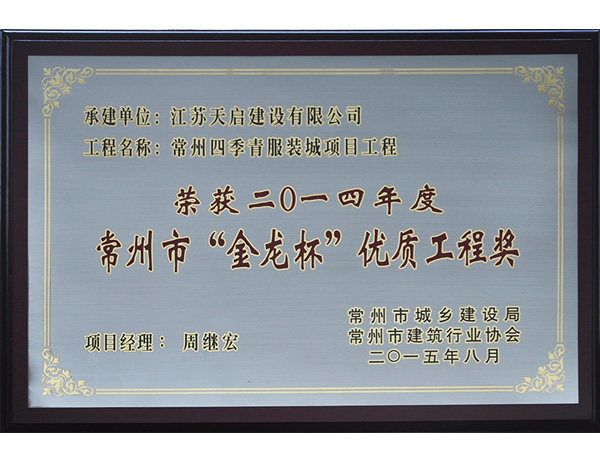 承建单位：江苏天启建设有限公司
工程名称：常州四季青服装城项目工程
荣获二〇一四年度
常州市“金龙杯”优质工程奖
常州市城乡建设局
常州市建筑行业协会
项目经理：周继宏
二〇一五年八月